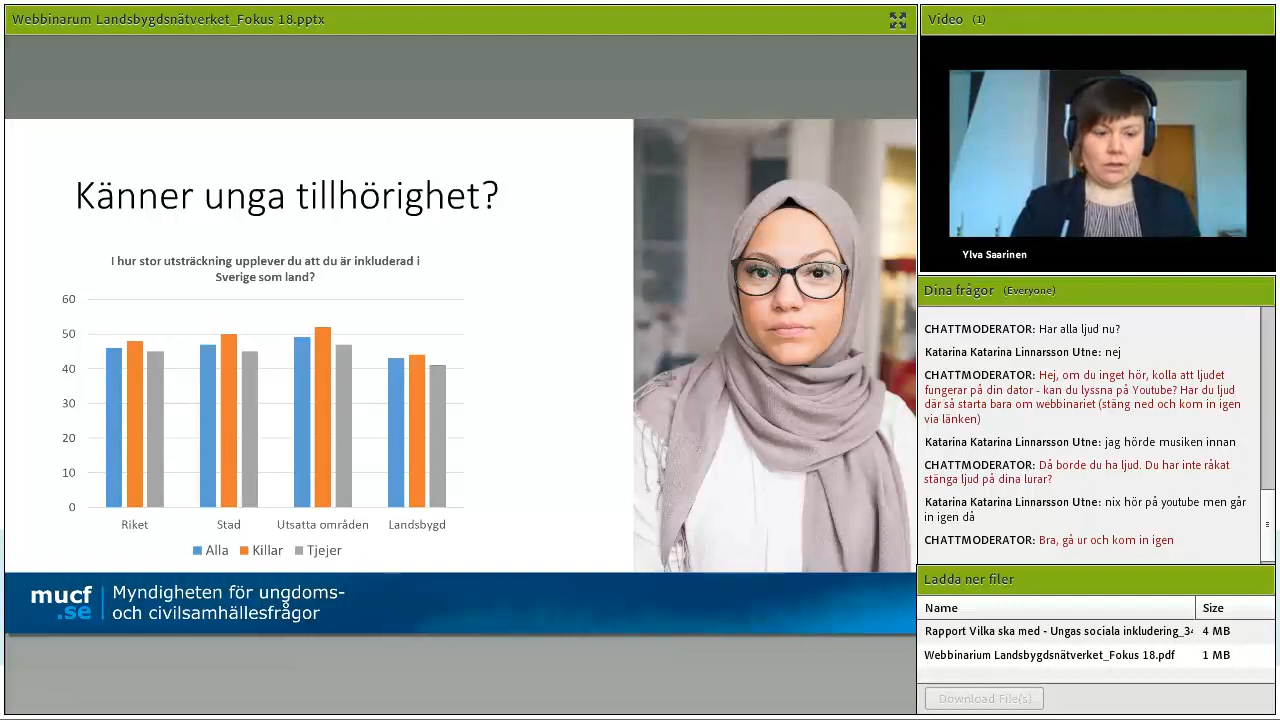 Webbinarum Landsbygdsnätverket_Fokus 18.pptx
Känner unga tillhörighet?
I hur stor utsträckning upplever du att du är inkluderad i
Sverige som land?
60
50
40
30
20
10
0
Riket Stad Utsatta områden Landsbygd
Alla Killar Tjejer
mucf
.se
Myndigheten för ungdoms-
och civilsamhällesfrågor
Video (1)
Ylva Saarinen
Dina frågor (Everyone)
CHATTMODERATOR: Har alla ljud nu?
Katarina Katarina Linnarsson Utne: nej
CHATTMODERATOR: Hej, om du inget hör, kolla att ljudet
fungerar på din dator - kan du lyssna på Youtube? Har du ljud
där så starta bara om webbinariet (stäng ned och kom in igen
via länken)
Katarina Katarina Linnarsson Utne: jag hörde musiken innan
CHATTMODERATOR: Då borde du ha ljud. Du har inte råkat
stänga ljud på dina lurar?
Katarina Katarina Linnarsson Utne: nix hör på youtube men går
in igen då
CHATTMODERATOR: Bra, gå ur och kom in igen
Ladda ner filer
Name Size
Rapport Vilka ska med - Ungas sociala inkludering_34 4 MB
Webbinarium Landsbygdsnätverket_Fokus 18.pdf 1 MB
Download File(s)